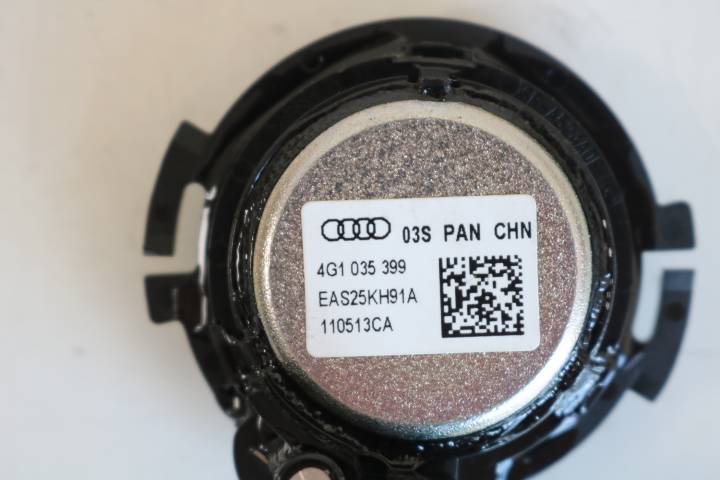 03S PAN CHN
4G1 035 399
EAS25KH91A
110513CA